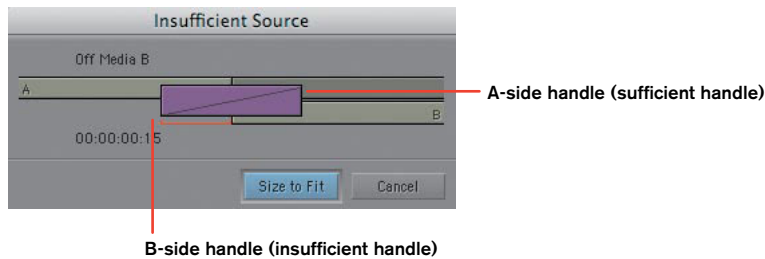 Insufficient Source
Off Media B
A
A-side handle (sufficient handle)
B
00:00:00:15
Size to Fit
Cancel
B-side handle (insufficient handle)